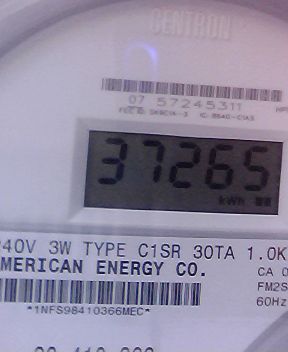 CENTRON
07 57245311
37265
kWh
240V 3W TYPE C1SR 30TA 1.0K
AMERICAN ENERGY CO.
CA 0
FM2S
60Hz
*1NFS98410366MEC*